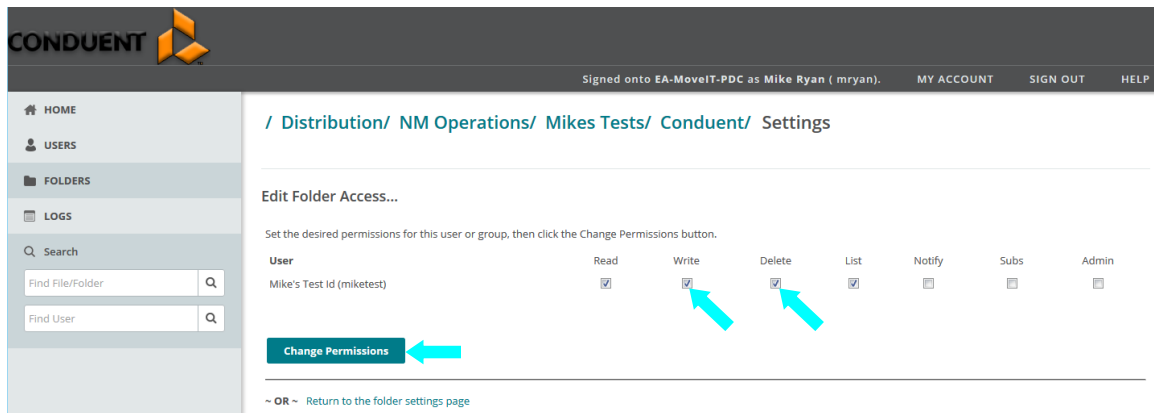 CONDUENT
Signed onto EA-MoveIT-PDC as Mike Ryan ( mryan). MY ACCOUNT SIGN OUT HELP
HOME
USERS
FOLDERS
LOGS
Search
Find File/Folder
Find User
/ Distribution/ NM Operations/ Mikes Tests/ Conduent/ Settings
Edit Folder Access...
Set the desired permissions for this user or group, then click the Change Permissions button.
User Read Write Delete List Notify Subs Admin
Mike's Test Id (miketest)
Change Permissions
~ OR ~ Return to the folder settings page